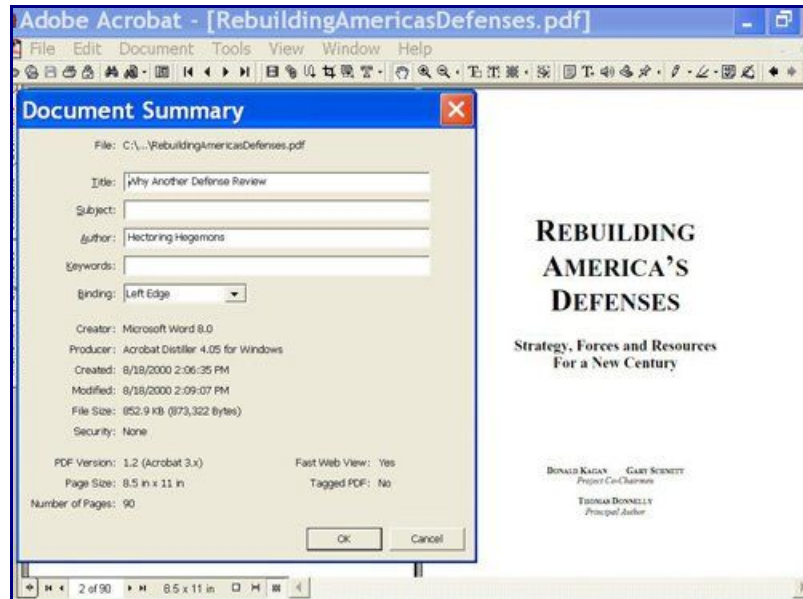 Adobe Acrobat - [RebuildingAmericasDefenses.pdf]
File Edit Document Tools View Window Help
Document Summary
File: C:\...\RebuildingAmericasDefenses.pdf
Title: Why Another Defense Review
Subject:
Author: Hectoring Hegemons
Keywords:
Binding: Left Edge
Creator: Microsoft Word 8.0
Producer: Acrobat Distiller 4.05 for Windows
Created: 8/18/2000 2:06:35 PM
Modified: 8/18/2000 2:09:07 PM
File Size: 852.9 KB (873,322 Bytes)
Security: None
PDF Version: 1.2 (Acrobat 3.x) Fast Web View: Yes
Page Size: 8.5 in x 11 in Tagged PDF: No
Number of Pages: 90
OK Cancel
REBUILDING
AMERICA'S
DEFENSES
Strategy, Forces and Resources
For a New Century
DONALD KAGAN GARY SCHMITT
Project Co-Chairmen
THOMAS DONNELLY
Principal Author
2 of 90 8.5 x 11 in